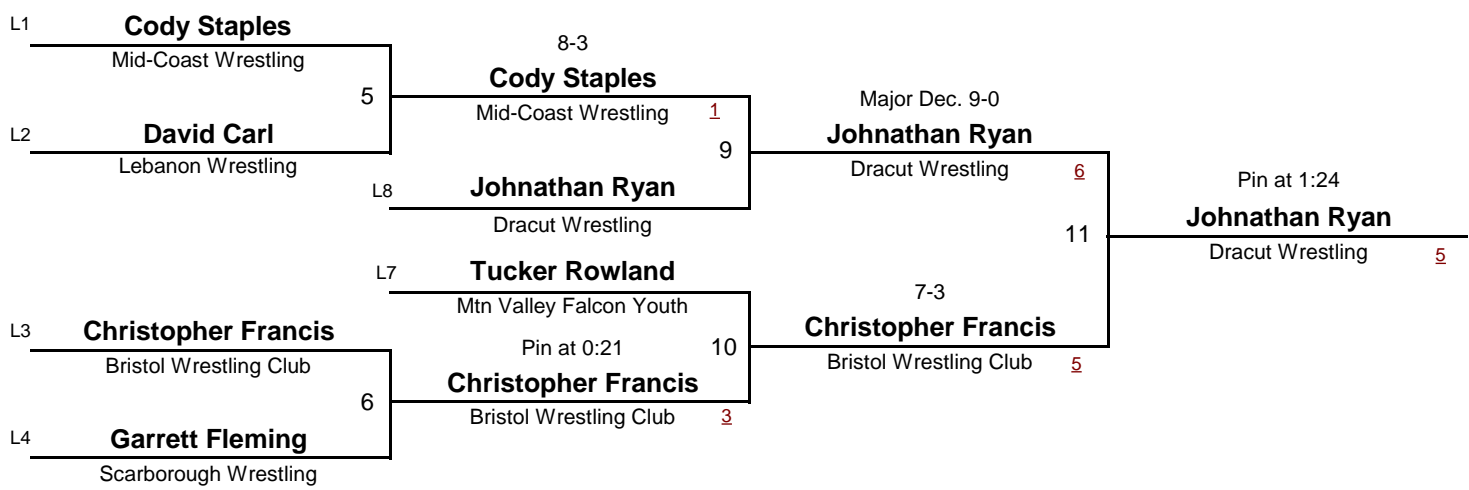 L1 Cody Staples
Mid-Coast Wrestling
5
L2 David Carl
Lebanon Wrestling
8-3
Cody Staples
Mid-Coast Wrestling 1
9
L8 Johnathan Ryan
Dracut Wrestling
Major Dec. 9-0
Johnathan Ryan
Dracut Wrestling 6
11
Pin at 1:24
Johnathan Ryan
Dracut Wrestling 5
L7 Tucker Rowland
Mtn Valley Falcon Youth
10
L3 Christopher Francis
Bristol Wrestling Club
6
L4 Garrett Fleming
Scarborough Wrestling
Pin at 0:21
Christopher Francis
Bristol Wrestling Club 3
7-3
Christopher Francis
Bristol Wrestling Club 5